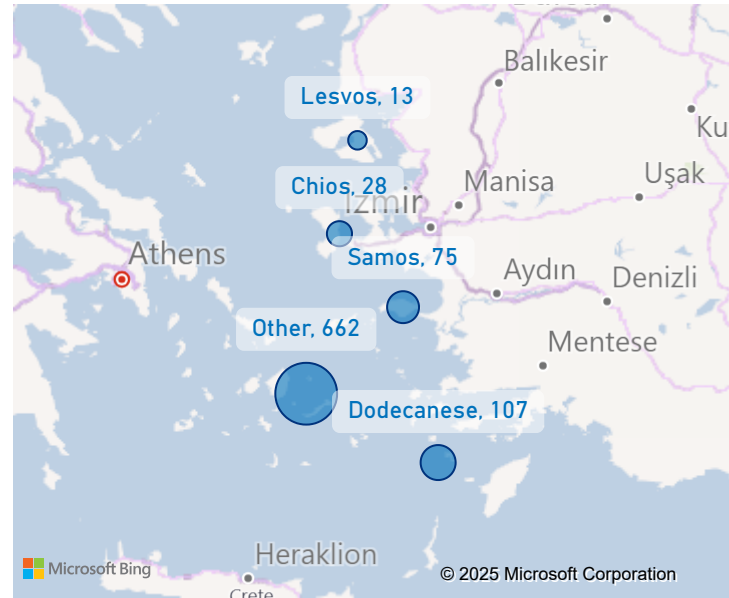 Balıkesir
Lesvos, 13
Ku
Chios, 28
Uşak
Manisa
İzmir
Athens
Samos, 75
Aydın
Denizli
Other, 662
Mentese
Dodecanese, 107
Heraklion
Microsoft Bing
© 2025 Microsoft Corporation
Crete